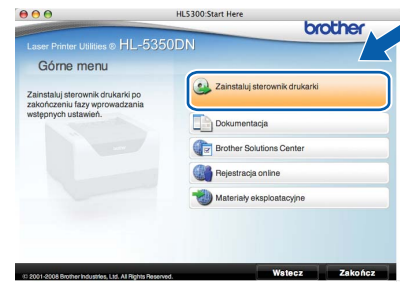 HL5300:Start Here
brother
Laser Printer Utilities ® HL-5350DN
Górne menu
Zainstaluj sterownik drukarki po
zakończeniu fazy wprowadzania
wstępnych ustawień.
Zainstaluj sterownik drukarki
Dokumentacja
Brother Solutions Center
Rejestracja online
Materiały eksploatacyjne
© 2001-2008 Brother Industries, Ltd. All Rights Reserved.
Wstecz
Zakończ